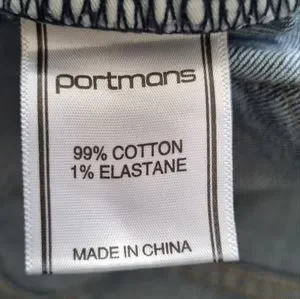 portmans
99% COTTON
1% ELASTANE
MADE IN CHINA